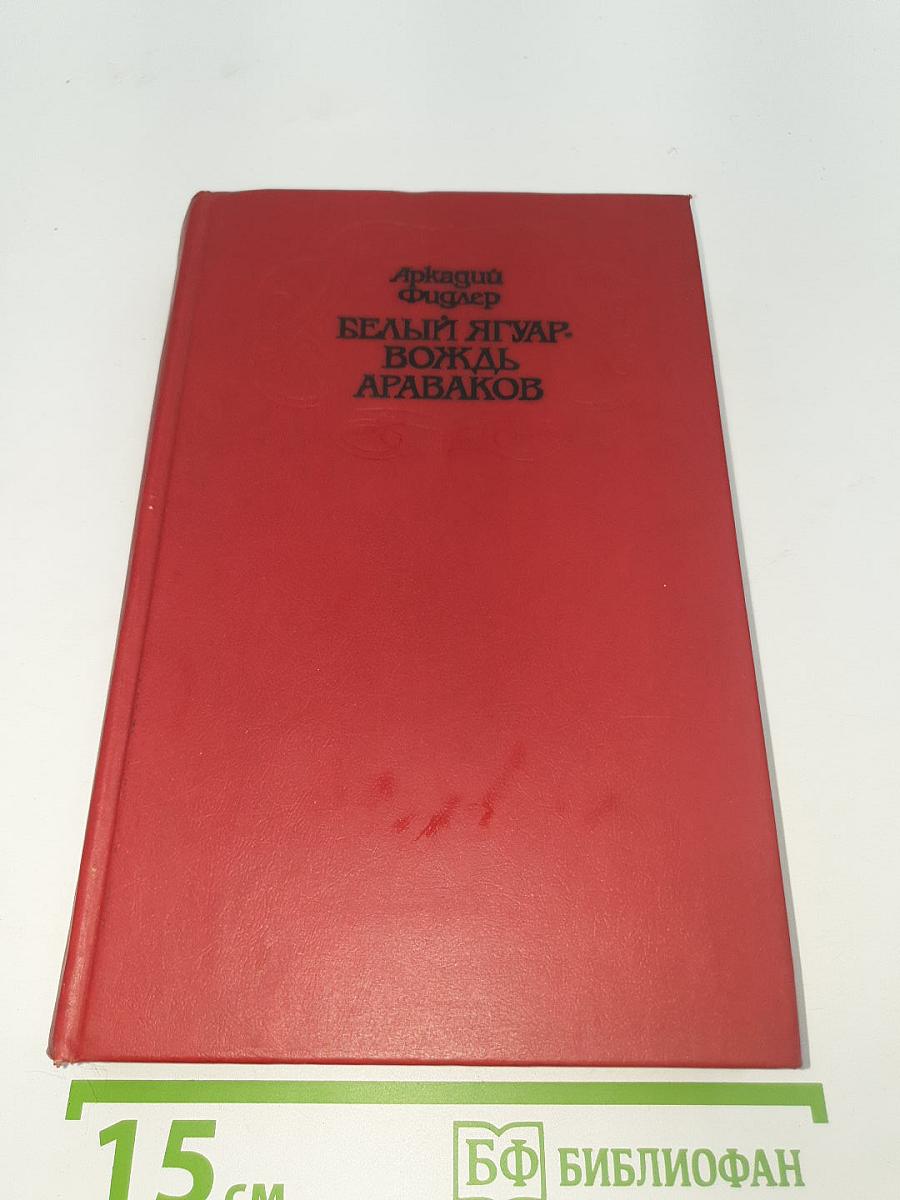 Аркадий
Фидлер
БЕЛЫЙ ЯГУАР-
ВОЖДЬ
АРАВАКОВ
15 см
БФ БИБЛИОФАН